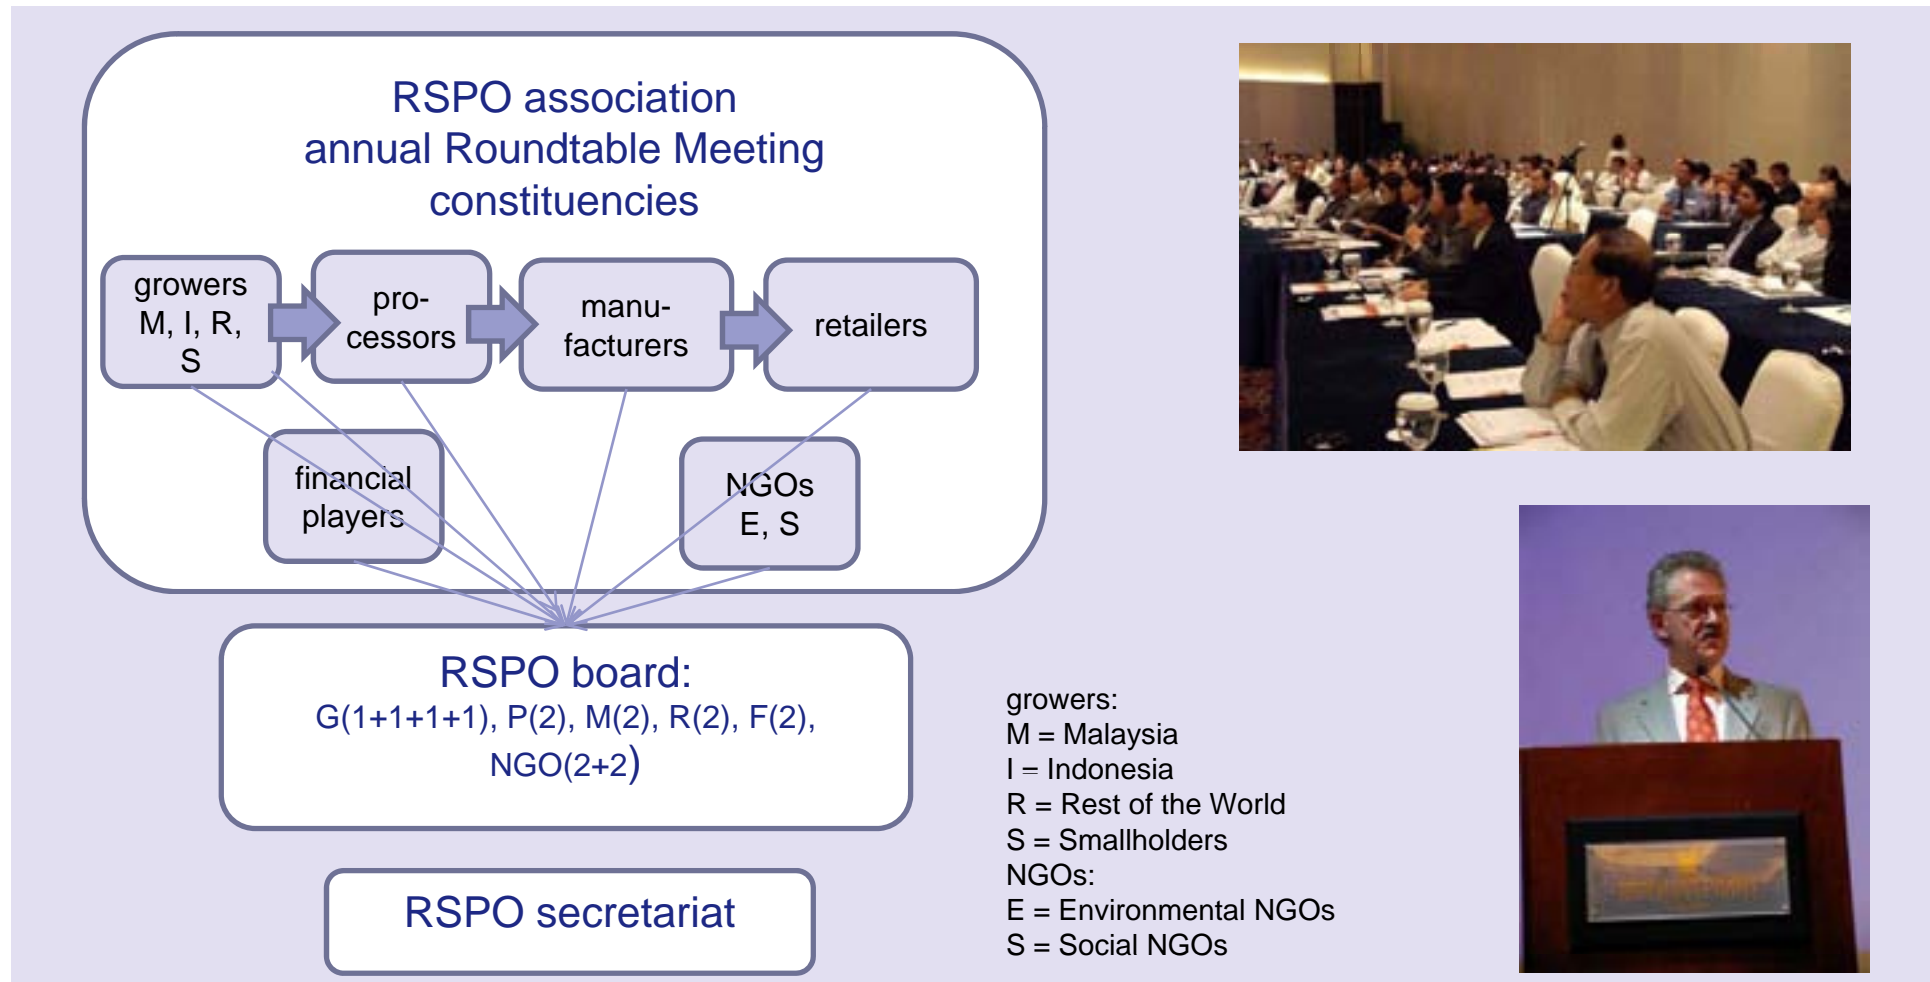 RSPO association
annual Roundtable Meeting
constituencies
growers
M, I, R,
S
pro-
cessors
manu-
facturers
retailers
financial
players
NGOs
E, S
RSPO board:
G(1+1+1+1), P(2), M(2), R(2), F(2),
NGO(2+2)
RSPO secretariat
growers:
M = Malaysia
I = Indonesia
R = Rest of the World
S = Smallholders
NGOs:
E = Environmental NGOs
S = Social NGOs